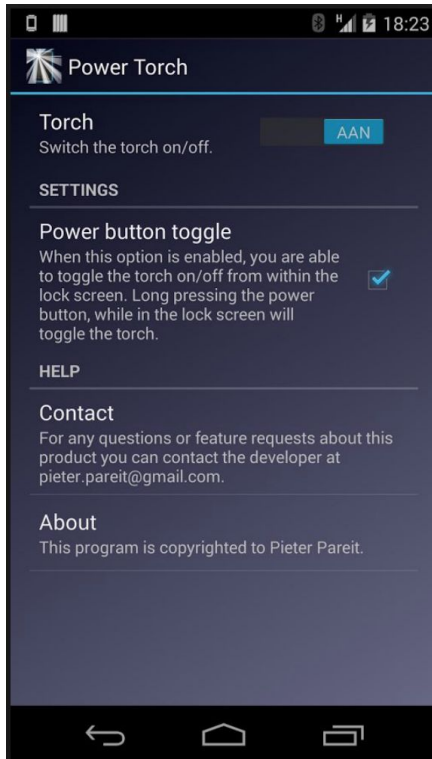 H 18:23
Power Torch
Torch
Switch the torch on/off.
AAN
SETTINGS
Power button toggle
When this option is enabled, you are able
to toggle the torch on/off from within the
lock screen. Long pressing the power
button, while in the lock screen will
toggle the torch.
HELP
Contact
For any questions or feature requests about this
product you can contact the developer at
pieter.pareit@gmail.com.
About
This program is copyrighted to Pieter Pareit.